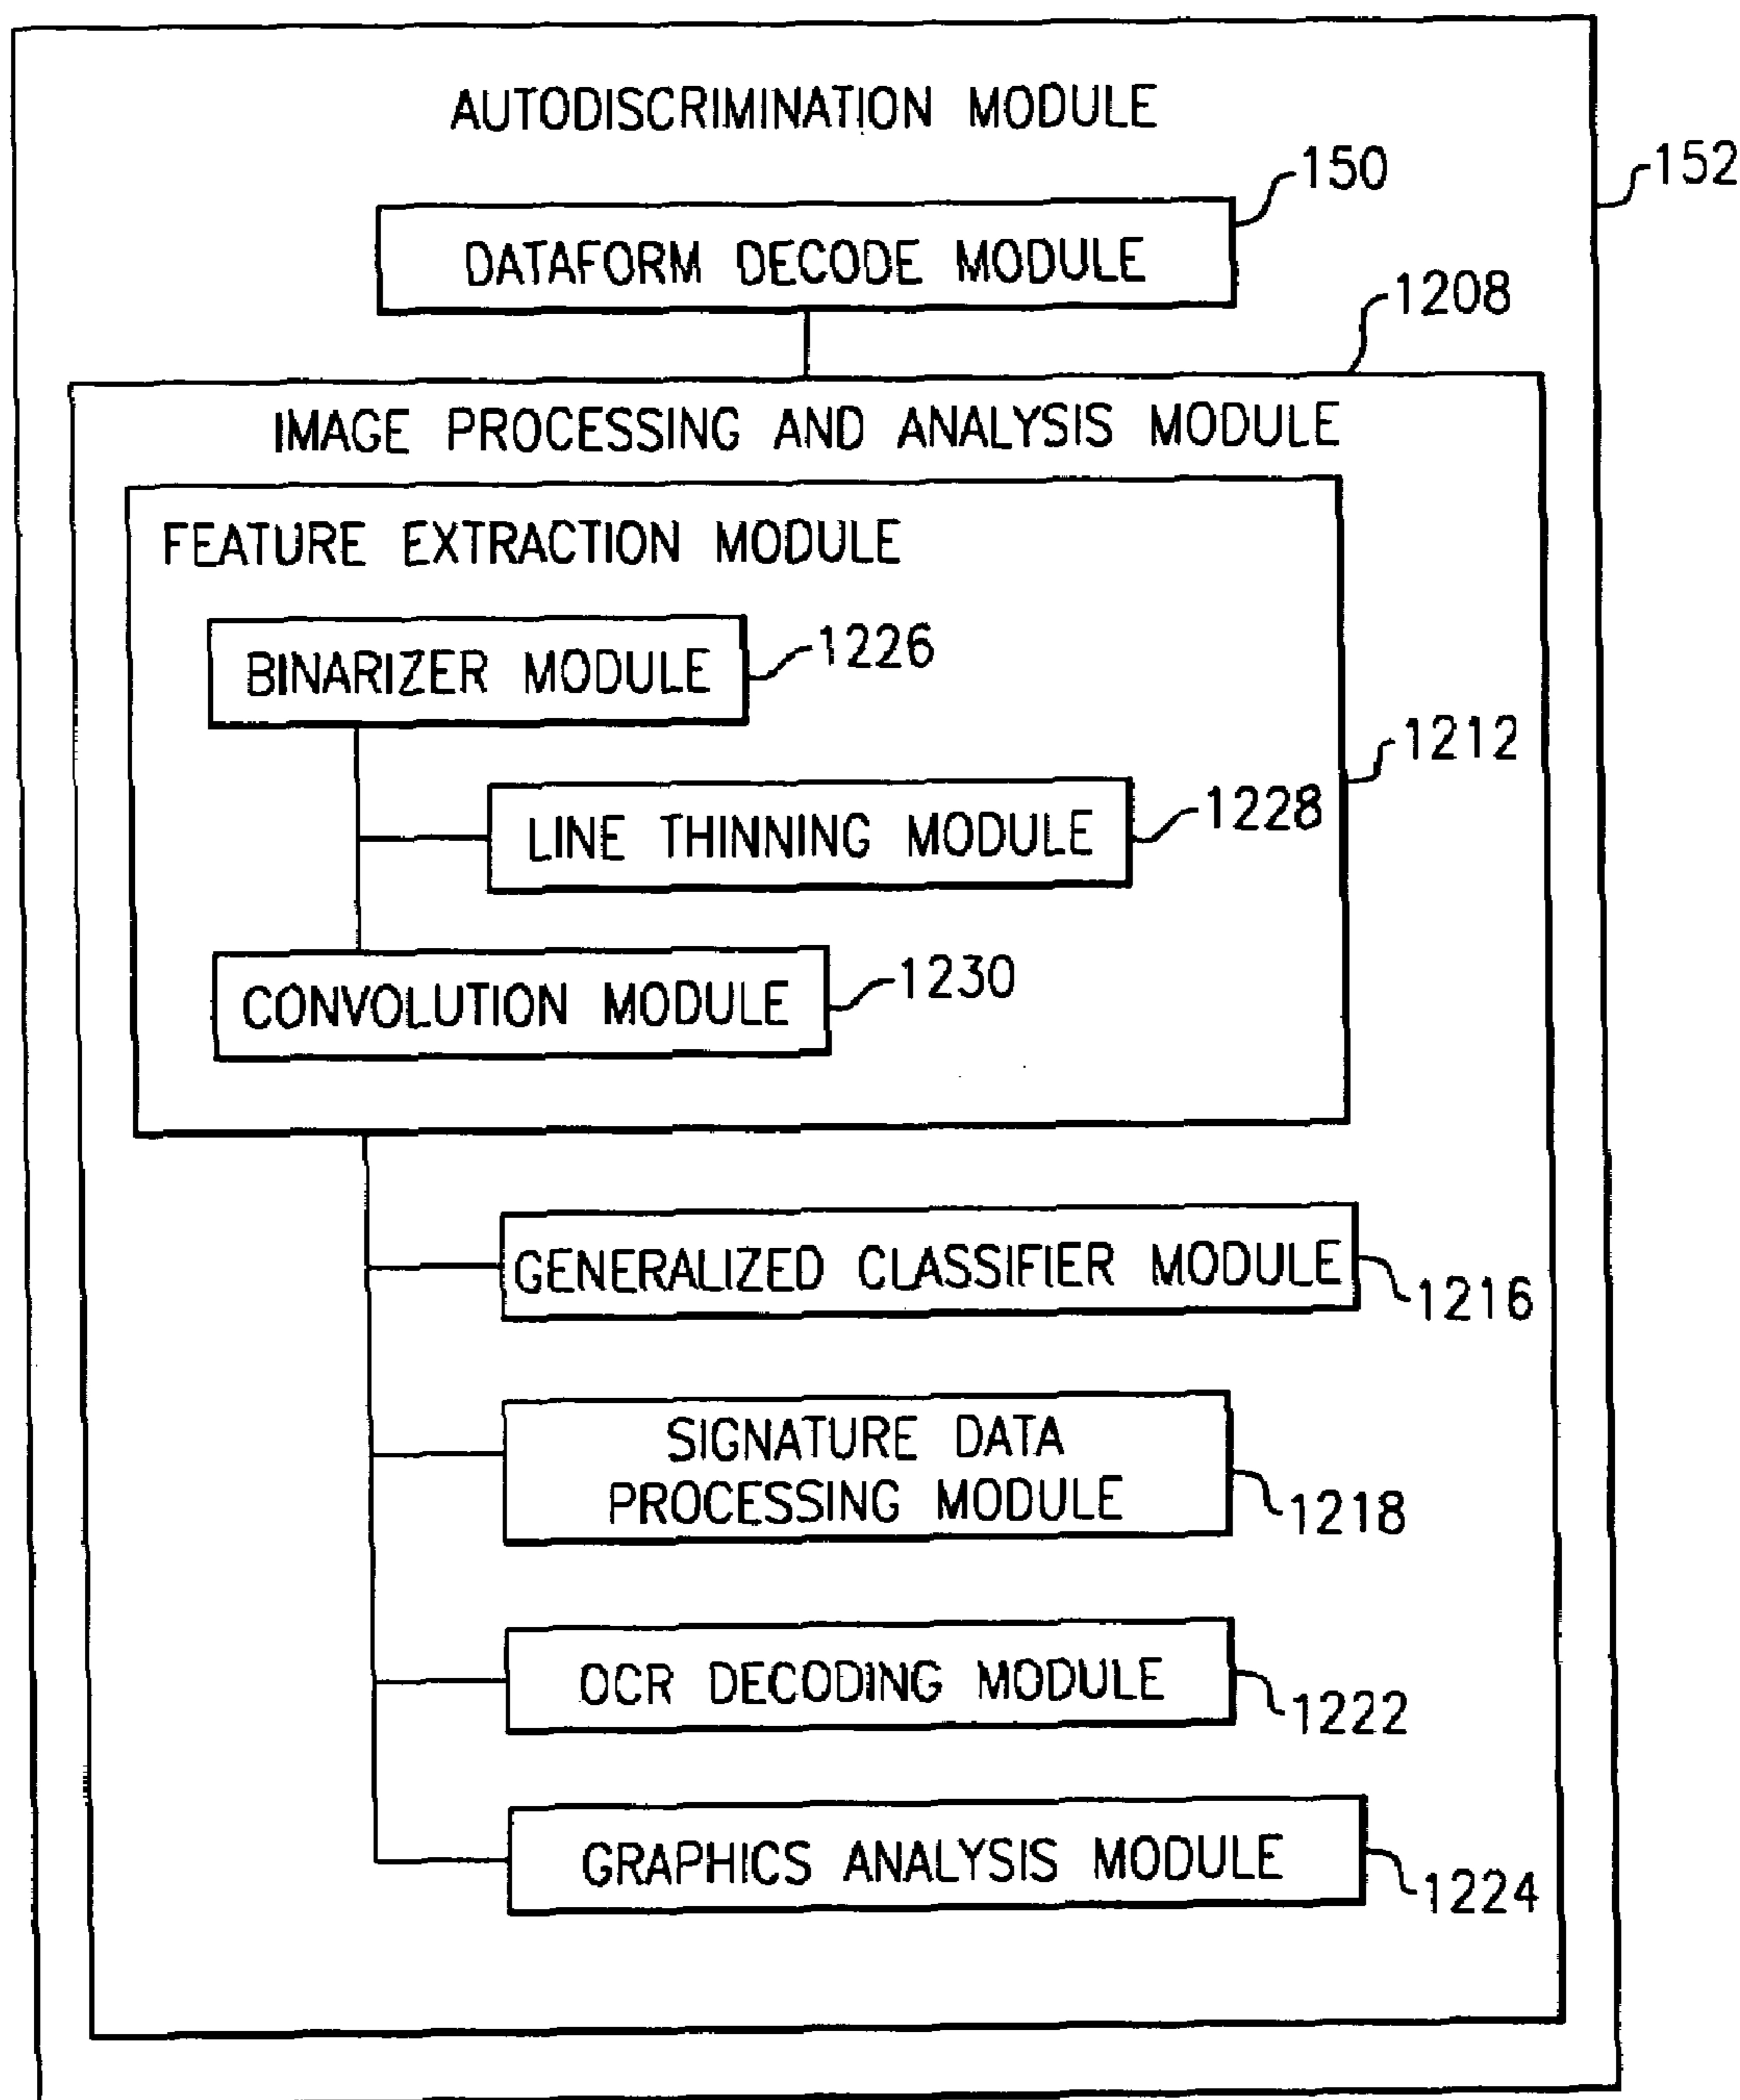 AUTODISCRIMINATION MODULE
150
152
DATAFORM DECODE MODULE
1208
IMAGE PROCESSING AND ANALYSIS MODULE
FEATURE EXTRACTION MODULE
BINARIZER MODULE
1226
1212
LINE THINNING MODULE
1228
CONVOLUTION MODULE
1230
GENERALIZED CLASSIFIER MODULE
1216
SIGNATURE DATA
PROCESSING MODULE
1218
OCR DECODING MODULE
1222
GRAPHICS ANALYSIS MODULE
1224